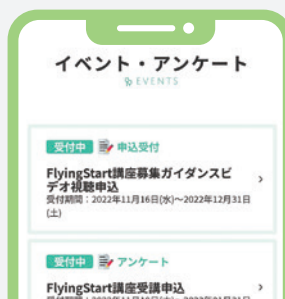 イベント・アンケート
EVENTS
受付中 申込受付
FlyingStart講座募集ガイダンスビ
デオ視聴申込
受付期間：2022年11月16日(水)～2022年12月31日
(土)
受付中 アンケート
FlyingStart講座受講申込